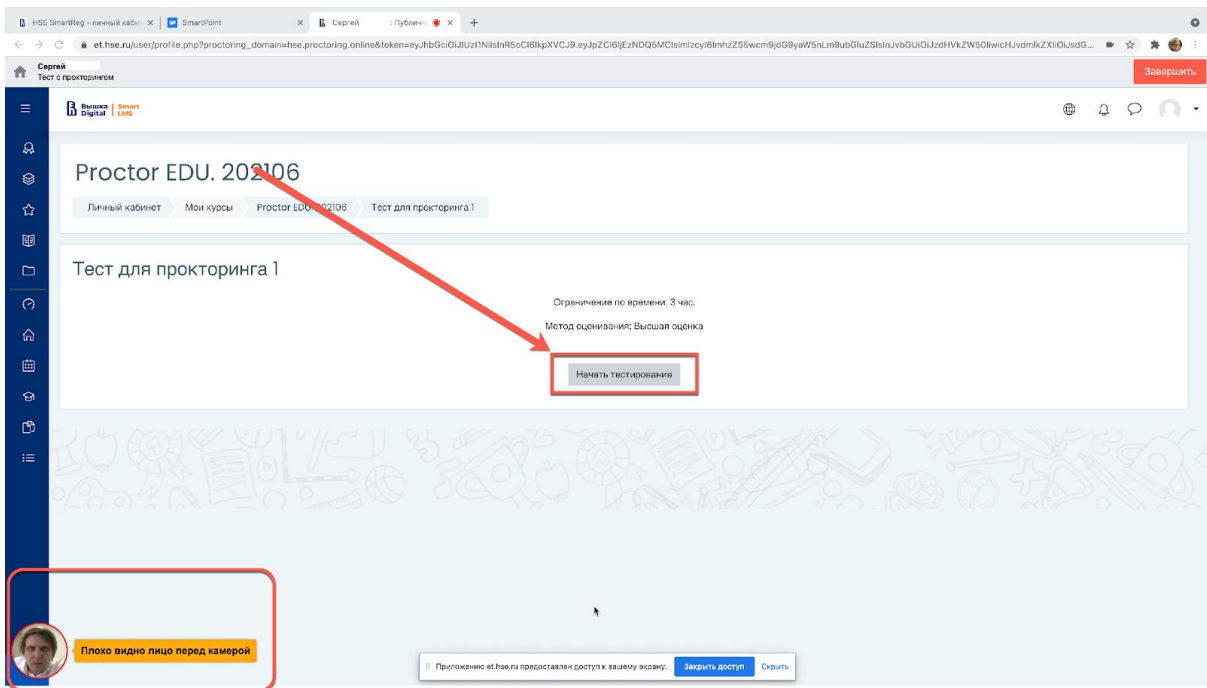 HSE SmartReg - личный каби
SmartPoint
Сергей : Публичн
et.hse.ru/user/profile.php?proctoring_domain=hse.proctoring.online&token=
Сергей
Тест с прокторингом
Завершить
Вышка Digital Smart LMS
Proctor EDU. 202106
Личный кабинет Мои курсы Proctor EDU. 202106 Тест для прокторинга 1
Тест для прокторинга 1
Ограничение по времени: 3 час.
Метод оценивания: Высшая оценка
Начать тестирование
Плохо видно лицо перед камерой
Приложению et.hse.ru предоставлен доступ к вашему экрану. Закрыть доступ Скрыть